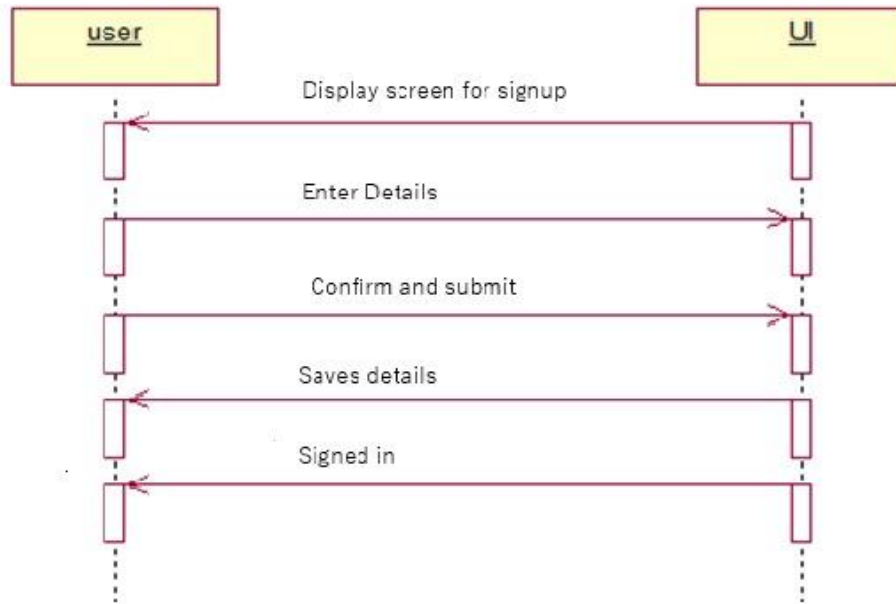 user
UI
Display screen for signup
Enter Details
Confirm and submit
Saves details
Signed in